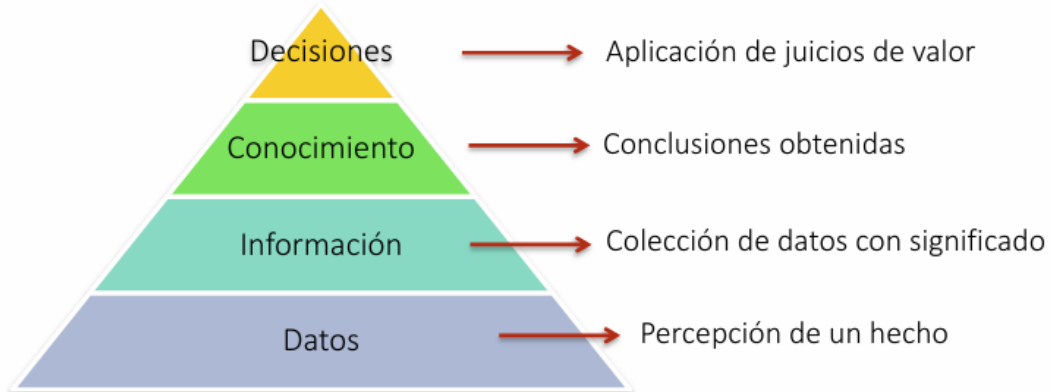 Decisiones
Aplicación de juicios de valor
Conocimiento
Conclusiones obtenidas
Información
Colección de datos con significado
Datos
Percepción de un hecho